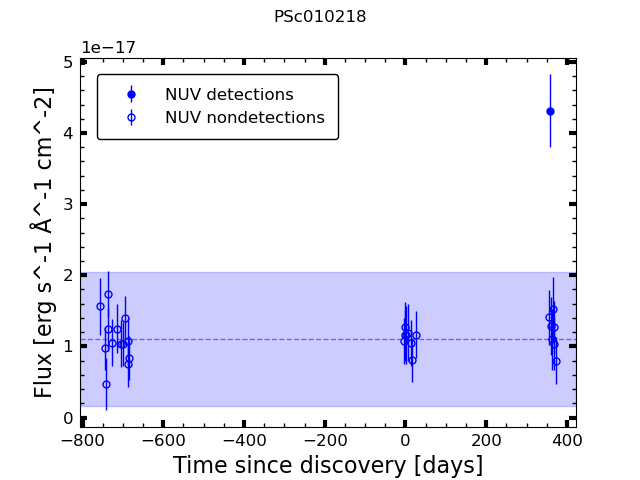 PSc010218
1e−17
5
4
3
2
1
0
NUV detections
NUV nondetections
Flux [erg s^-1 Å^-1 cm^-2]
−800 −600 −400 −200 0 200 400
Time since discovery [days]